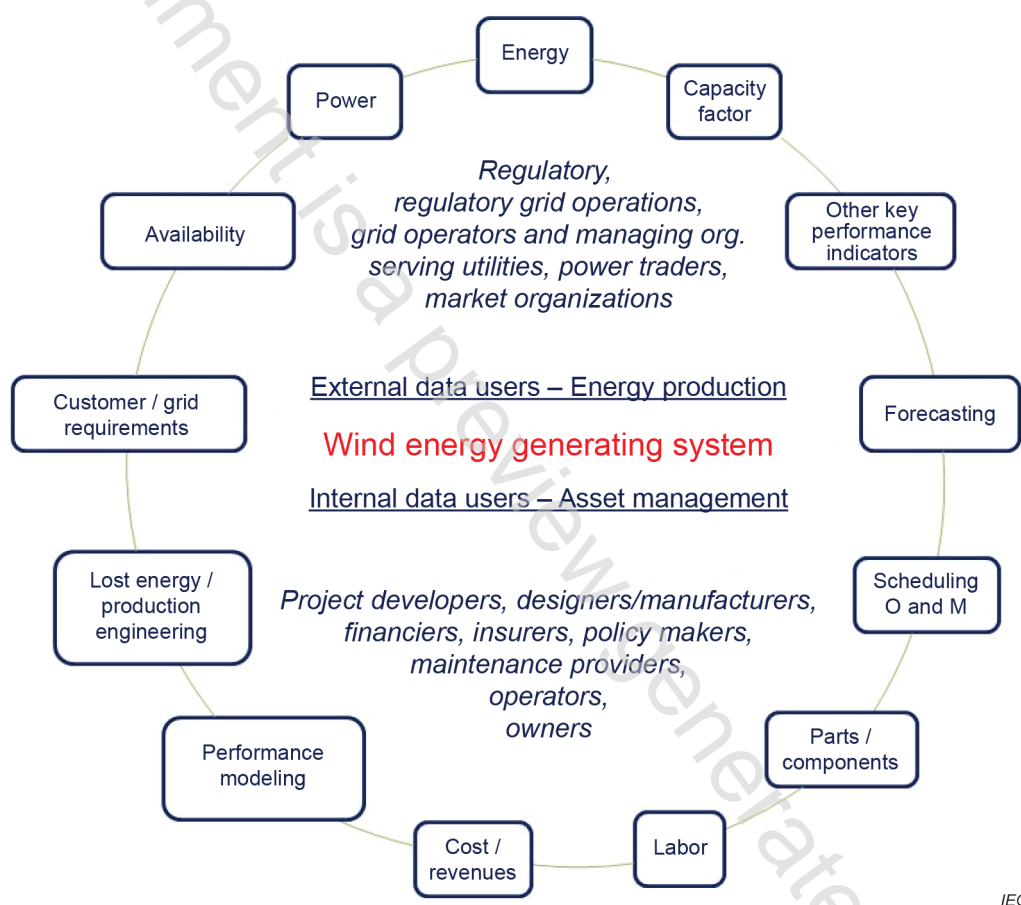 Energy
Power
Capacity
factor
Regulatory,
regulatory grid operations,
grid operators and managing org.
serving utilities, power traders,
market organizations
Availability
Other key
performance
indicators
External data users – Energy production
Customer / grid
requirements
Forecasting
Wind energy generating system
Internal data users – Asset management
Lost energy /
production
engineering
Scheduling
O and M
Project developers, designers/manufacturers,
financiers, insurers, policy makers,
maintenance providers,
operators,
owners
Performance
modeling
Parts /
components
Cost /
revenues
Labor
IEC
is a preview